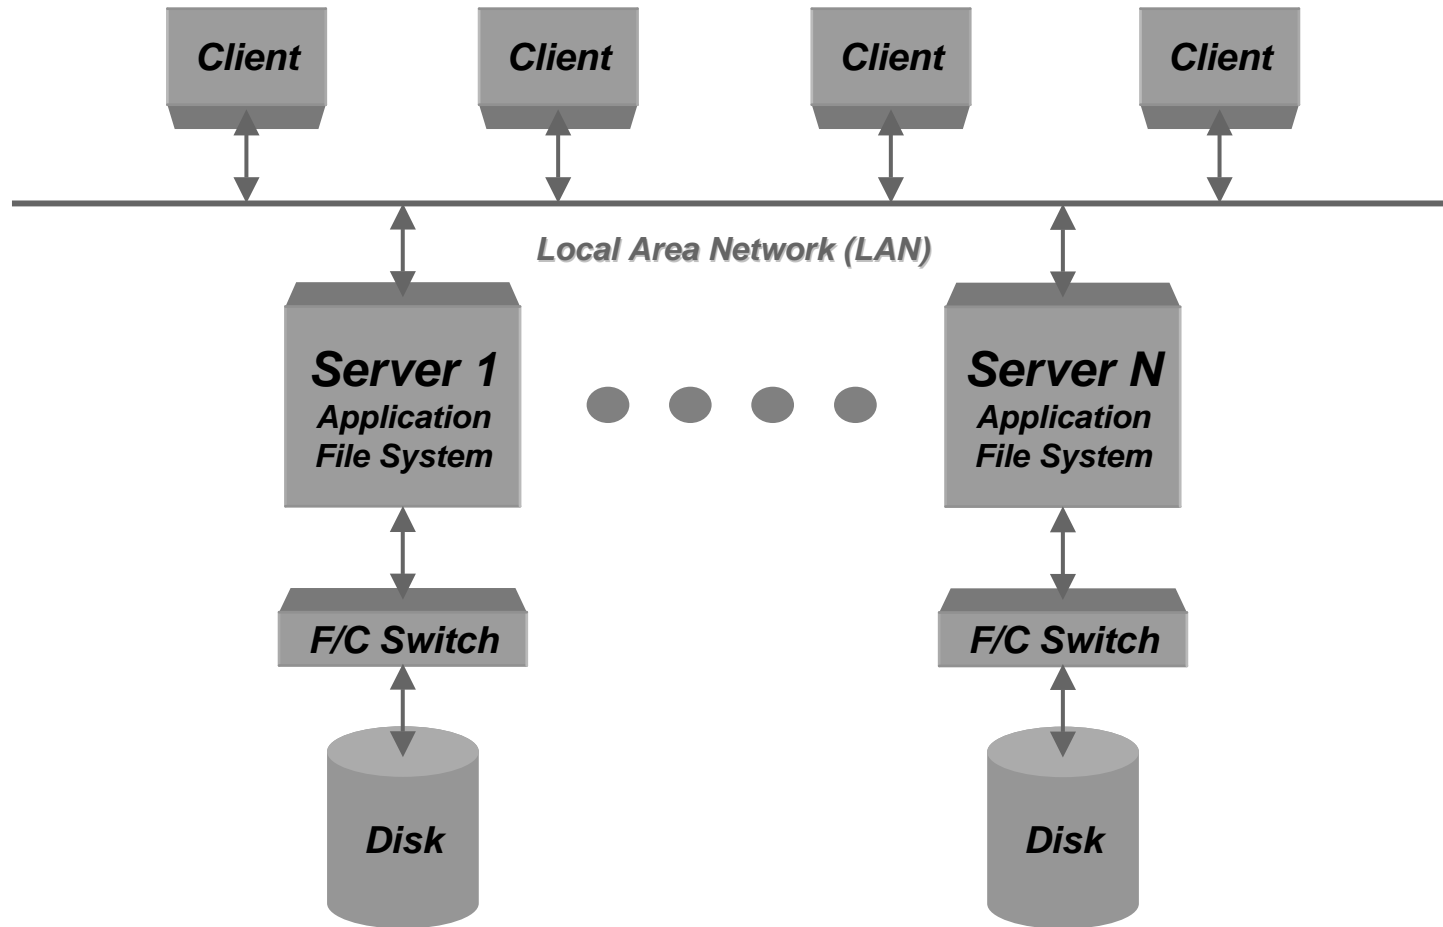 Client
Client
Client
Client
Local Area Network (LAN)
Server 1
Application
File System
Server N
Application
File System
F/C Switch
F/C Switch
Disk
Disk